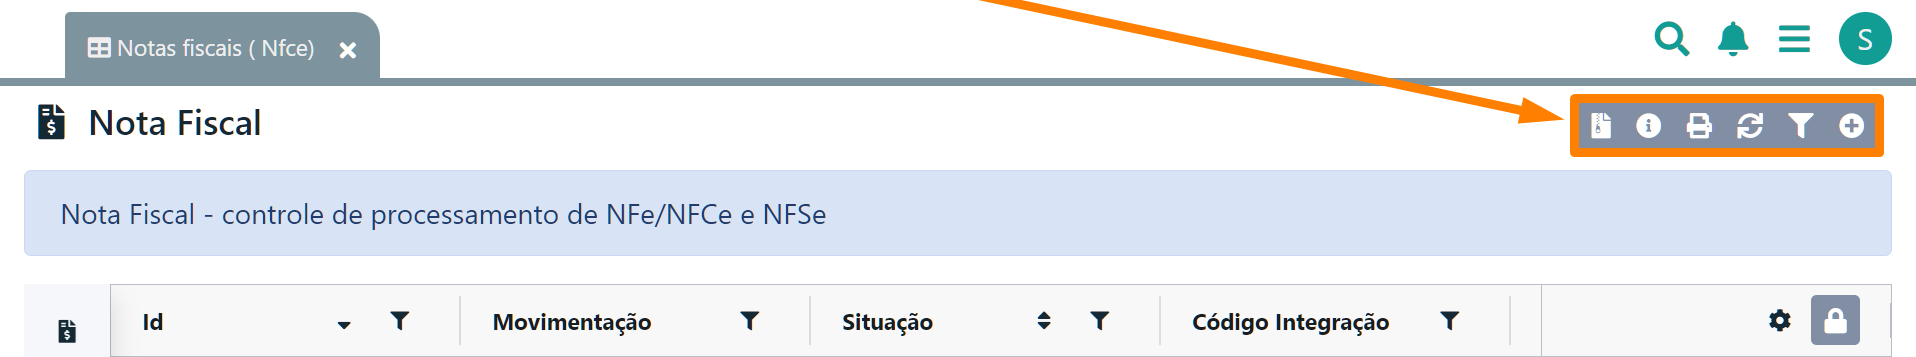 Notas fiscais ( Nfce)
S
Nota Fiscal
Nota Fiscal - controle de processamento de NFe/NFCe e NFSe
Id Movimentação Situação Código Integração